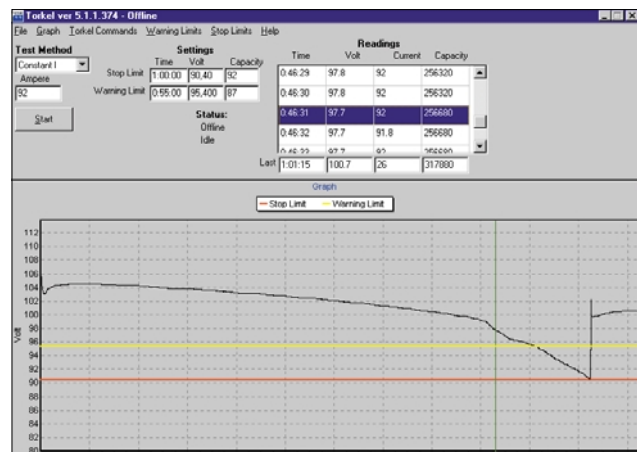 Torkel ver 5.1.1.374 - Offline
File Graph Torkel Commands Warning Limits Stop Limits Help
Test Method
Constant I
Ampere
92
Start
Settings
Time Volt Capacity
Stop Limit 1:00:00 90,40 92
Warning Limit 0:55:00 95,400 87
Status:
Offline
Idle
Readings
Time Volt Current Capacity
0:46:29 97.8 92 256320
0:46:30 97.8 92 256320
0:46:31 97.7 92 256680
0:46:32 97.7 91.8 256680
97.7 92 256680
Last 1:01:15 100.7 26 317880
Graph
Stop Limit Warning Limit
Volt
112
110
108
106
104
102
100
98
96
94
92
90
88
86
84
82
80